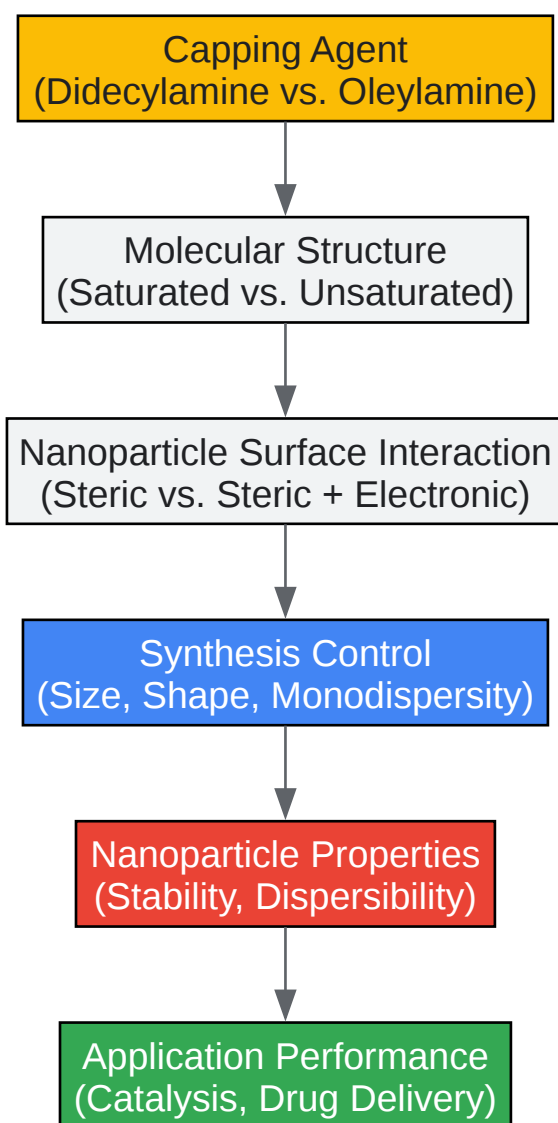 Capping Agent
(Didecylamine vs. Oleylamine)
Molecular Structure
(Saturated vs. Unsaturated)
Nanoparticle Surface Interaction
(Steric vs. Steric + Electronic)
Synthesis Control
(Size, Shape, Monodispersity)
Nanoparticle Properties
(Stability, Dispersibility)
Application Performance
(Catalysis, Drug Delivery)